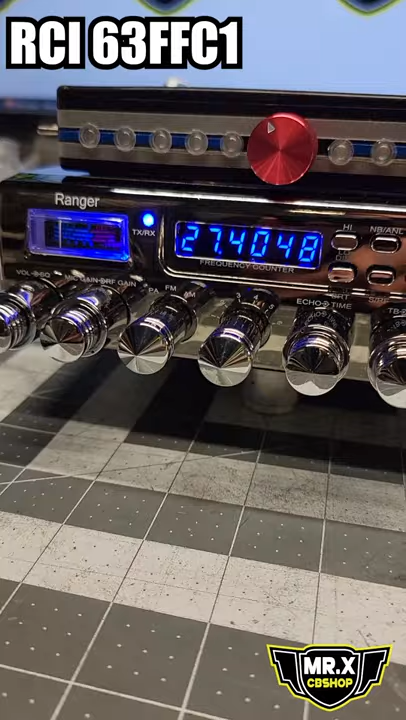 RCI 63FFC1
Ranger
TX/RX
27.4048
FREQUENCY COUNTER
HI
NB/ANL
VOL
SQ
RF GAIN
PA
FM
ECHO
TIME
MR.X
CBSHOP